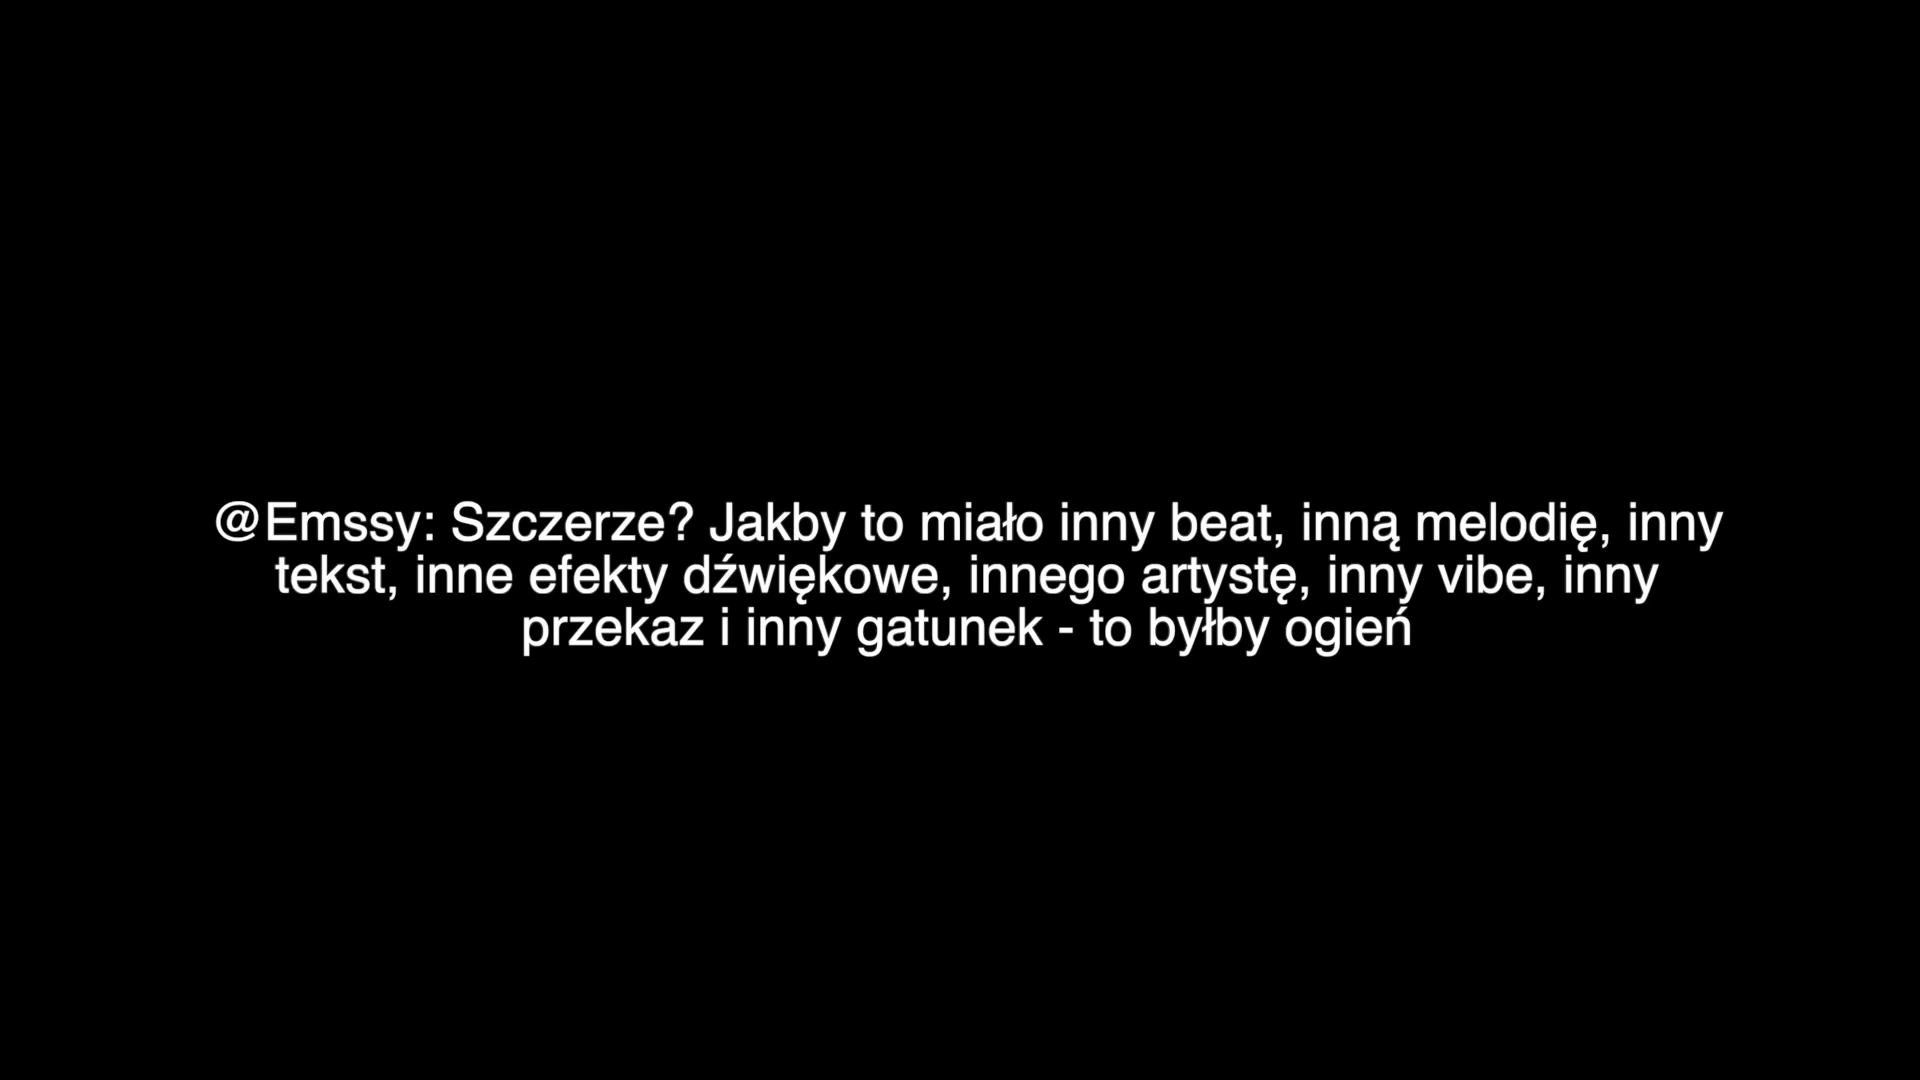 @Emssy: Szczerze? Jakby to miało inny beat, inną melodię, inny
tekst, inne efekty dźwiękowe, innego artystę, inny vibe, inny
przekaz i inny gatunek - to byłby ogień